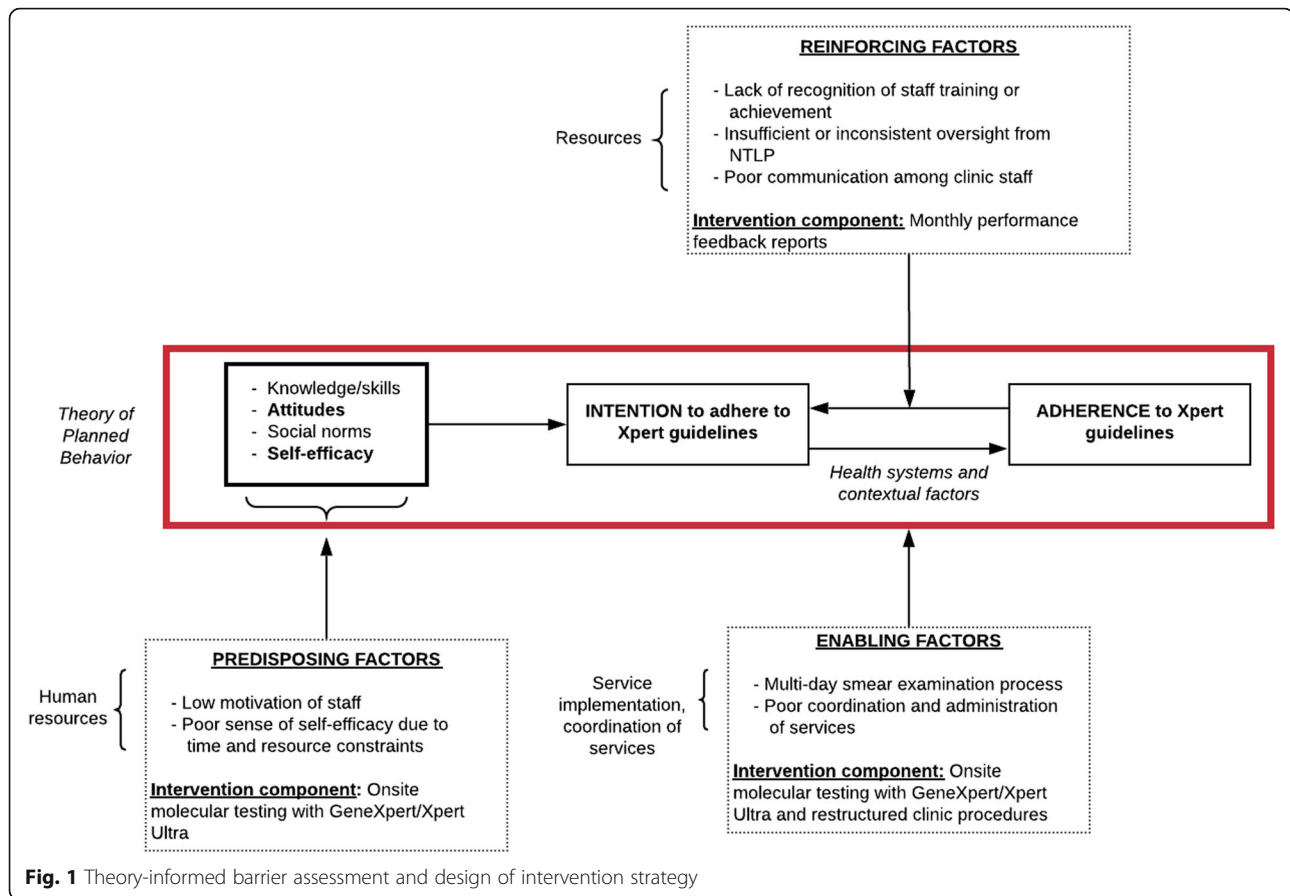 REINFORCING FACTORS
Resources
- Lack of recognition of staff training or
achievement
- Insufficient or inconsistent oversight from
NTLP
- Poor communication among clinic staff
Intervention component: Monthly performance
feedback reports
Theory of
Planned
Behavior
- Knowledge/skills
- Attitudes
- Social norms
- Self-efficacy
INTENTION to adhere to
Xpert guidelines
ADHERENCE to Xpert
guidelines
Health systems and
contextual factors
Human
resources
PREDISPOSING FACTORS
- Low motivation of staff
- Poor sense of self-efficacy due to
time and resource constraints
Intervention component: Onsite
molecular testing with GeneXpert/Xpert
Ultra
Service
implementation,
coordination of
services
ENABLING FACTORS
- Multi-day smear examination process
- Poor coordination and administration
of services
Intervention component: Onsite
molecular testing with GeneXpert/Xpert
Ultra and restructured clinic procedures
Fig. 1 Theory-informed barrier assessment and design of intervention strategy